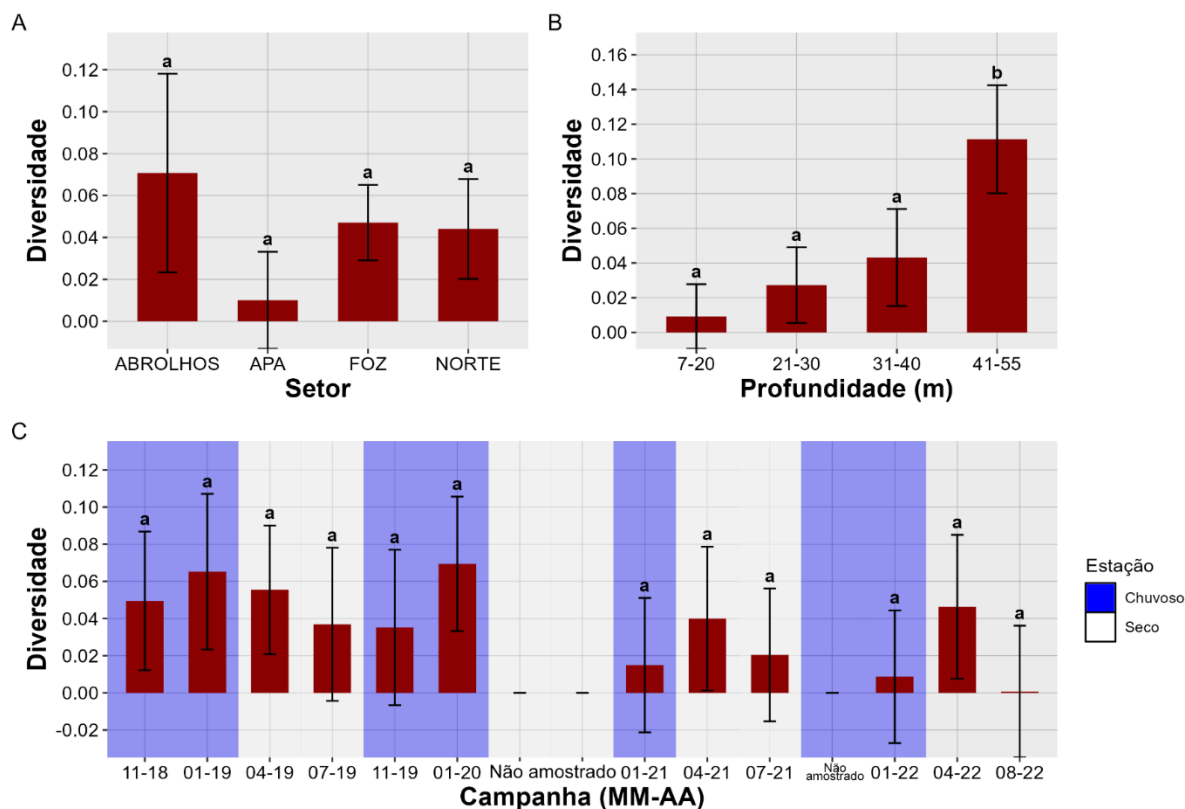 A
Diversidade
0.12
0.10
0.08
0.06
0.04
0.02
0.00
a
a
a
a
ABROLHOS APA FOZ NORTE
Setor
B
Diversidade
0.16
0.14
0.12
0.10
0.08
0.06
0.04
0.02
0.00
a
a
a
b
7-20 21-30 31-40 41-55
Profundidade (m)
C
Diversidade
0.12
0.10
0.08
0.06
0.04
0.02
0.00
-0.02
a a a a a a a a a a a a
11-18 01-19 04-19 07-19 11-19 01-20 Não amostrado 01-21 04-21 07-21 Não amostrado 01-22 04-22 08-22
Campanha (MM-AA)
Estação
Chuvoso
Seco